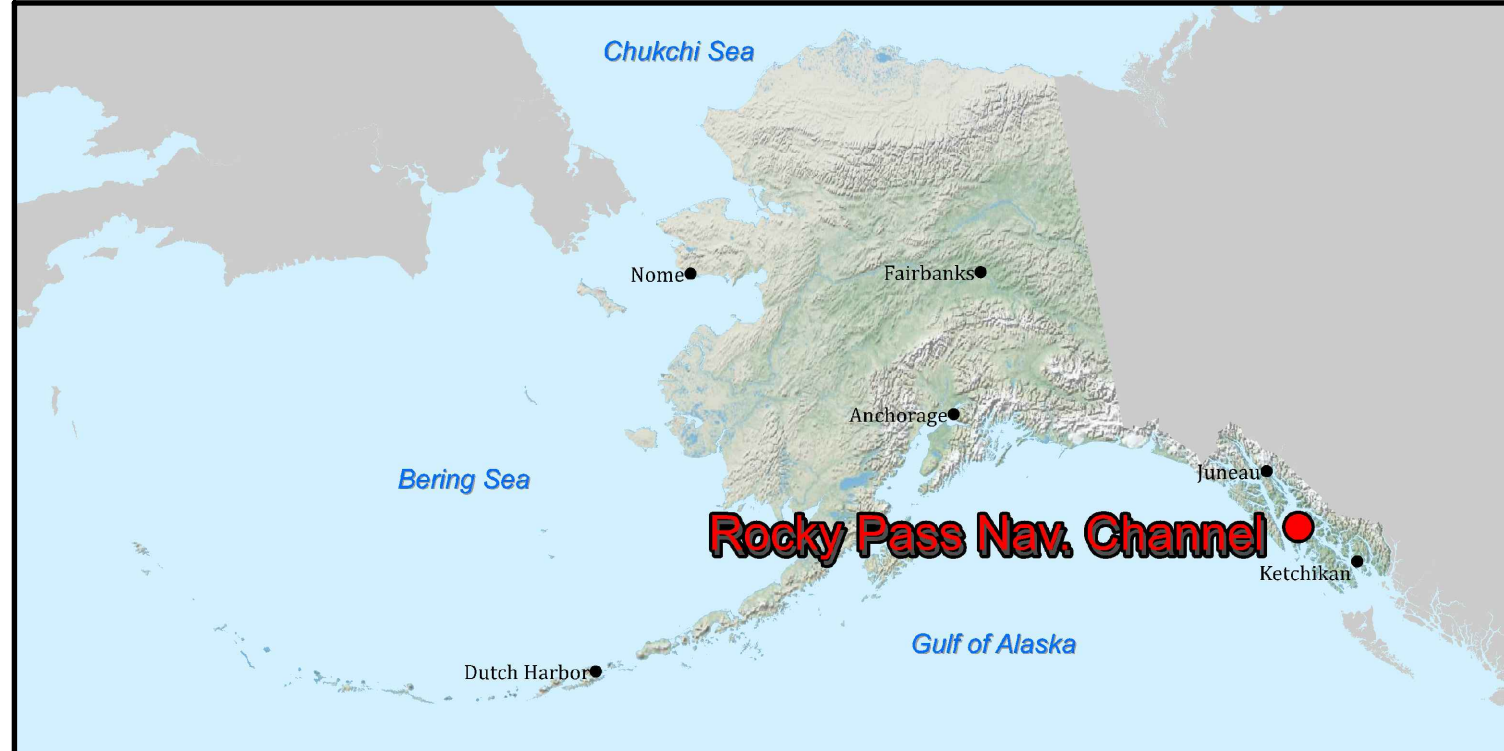 Chukchi Sea
Nome
Fairbanks
Anchorage
Juneau
Bering Sea
Rocky Pass Nav. Channel
Ketchikan
Gulf of Alaska
Dutch Harbor